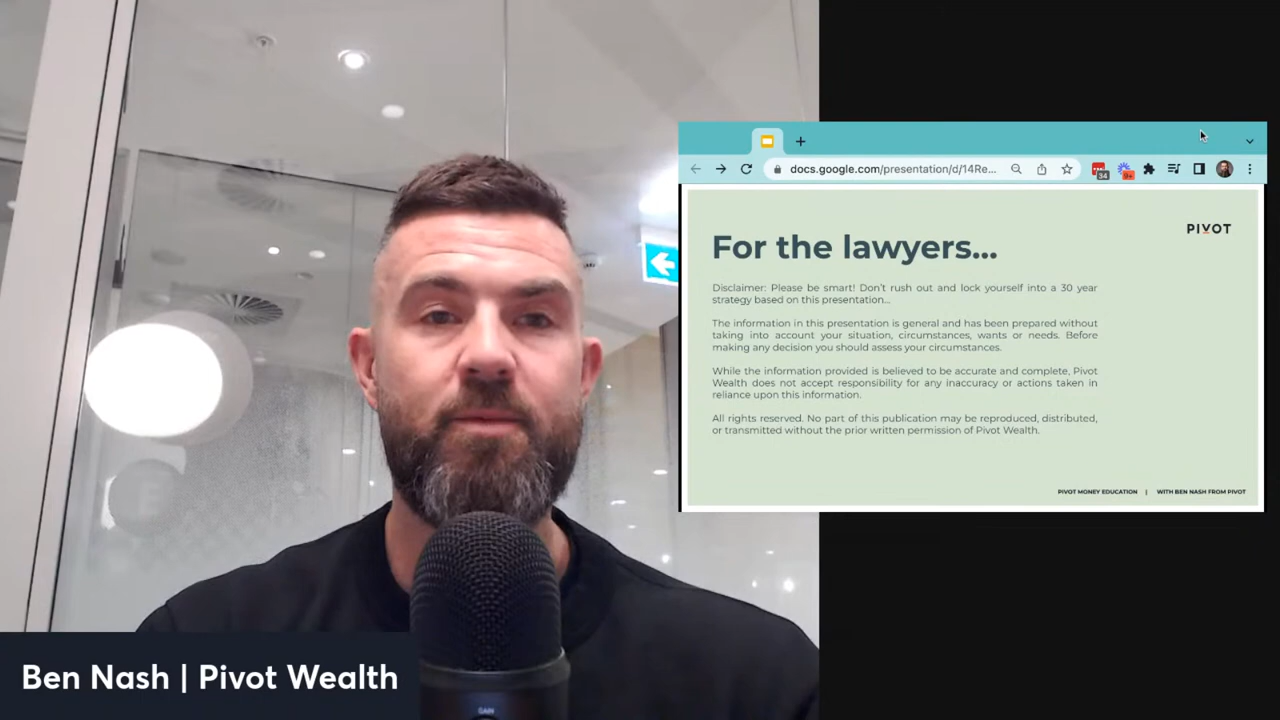 docs.google.com/presentation/d/14Re...
34
9+
PIVOT
For the lawyers...
Disclaimer: Please be smart! Don't rush out and lock yourself into a 30 year
strategy based on this presentation...
The information in this presentation is general and has been prepared without
taking into account your situation, circumstances, wants or needs. Before
making any decision you should assess your circumstances.
While the information provided is believed to be accurate and complete, Pivot
Wealth does not accept responsibility for any inaccuracy or actions taken in
reliance upon this information.
All rights reserved. No part of this publication may be reproduced, distributed,
or transmitted without the prior written permission of Pivot Wealth.
PIVOT MONEY EDUCATION | WITH BEN NASH FROM PIVOT
Ben Nash | Pivot Wealth
GAIN